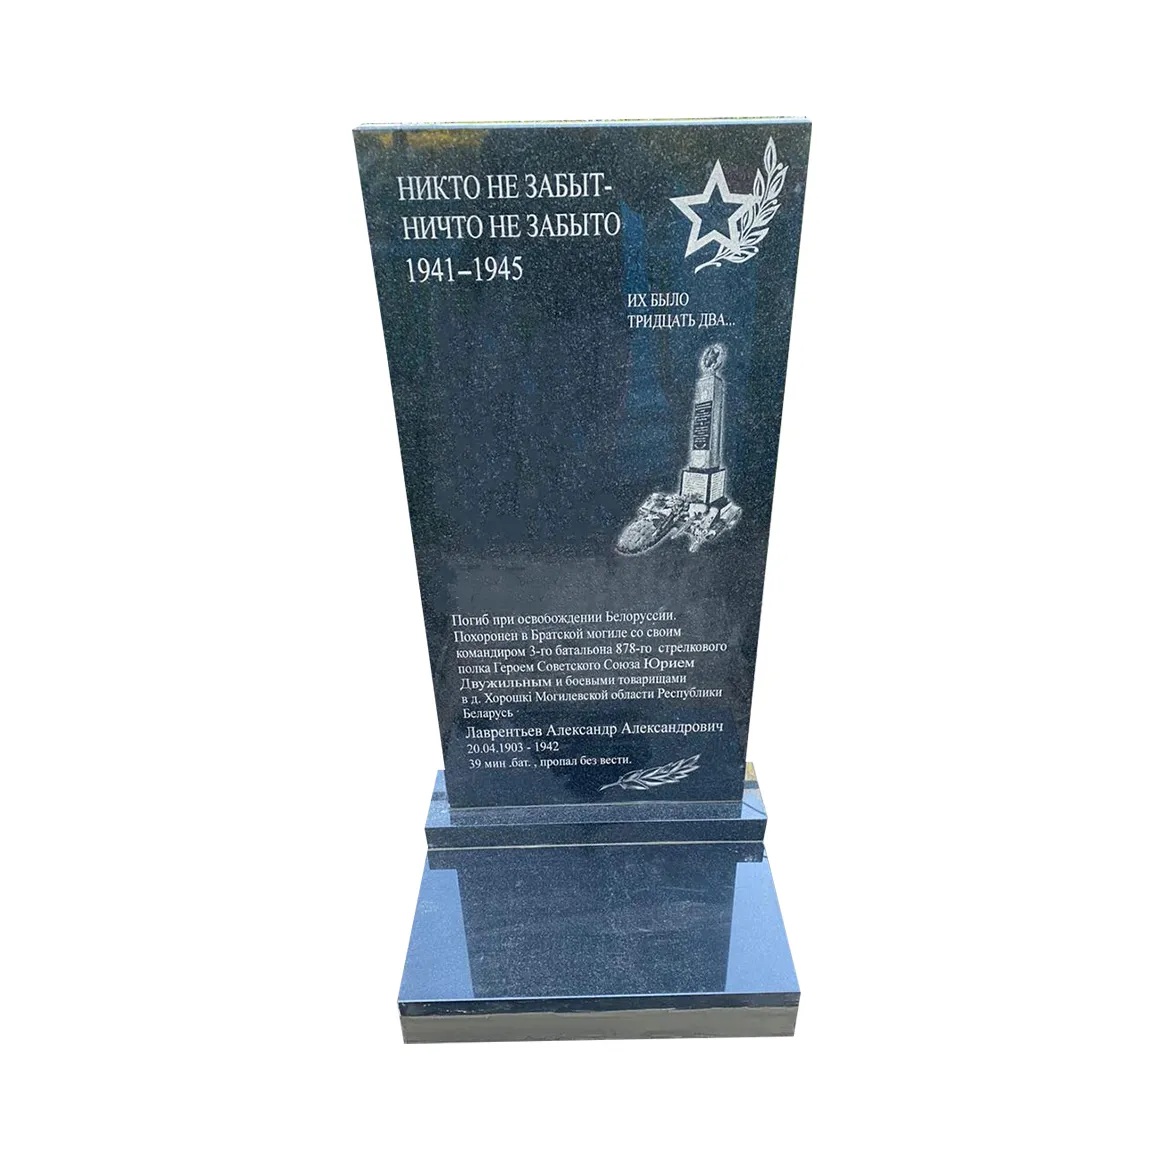 НИКТО НЕ ЗАБЫТ-
НИЧТО НЕ ЗАБЫТО
1941–1945
ИХ БЫЛО
ТРИДЦАТЬ ДВА...
Погиб при освобождении Белоруссии.
Похоронен в Братской могиле со своим
командиром 3-го батальона 878-го стрелкового
полка Героем Советского Союза Юрием
Двужильным и боевыми товарищами
в д. Хорошкі Могилевской области Республики
Беларусь
Лаврентьев Александр Александрович
20.04.1903 - 1942
39 мин .бат. , пропал без вести.